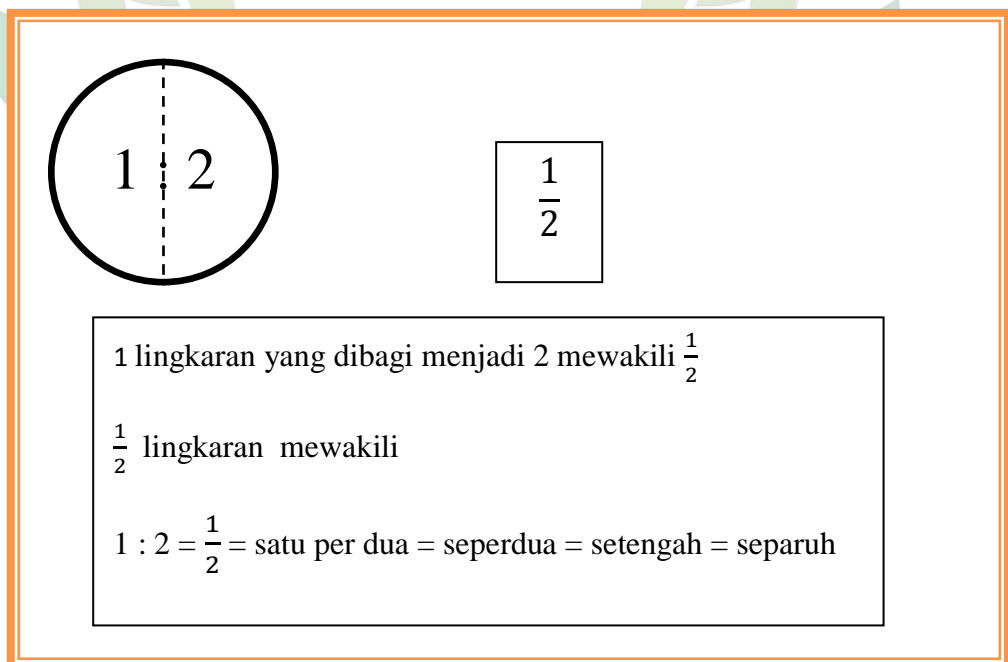 1 : 2
1/2
1 lingkaran yang dibagi menjadi 2 mewakili 1/2
1/2 lingkaran mewakili
1 : 2 = 1/2 = satu per dua = seperdua = setengah = separuh